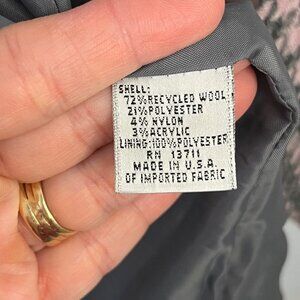 SHELL:
72%RECYCLED WOOL
21%POLYESTER
4% NYLON
3%ACRYLIC
LINING:100%POLYESTER
RN 13711
MADE IN U.S.A
OF IMPORTED FABRIC